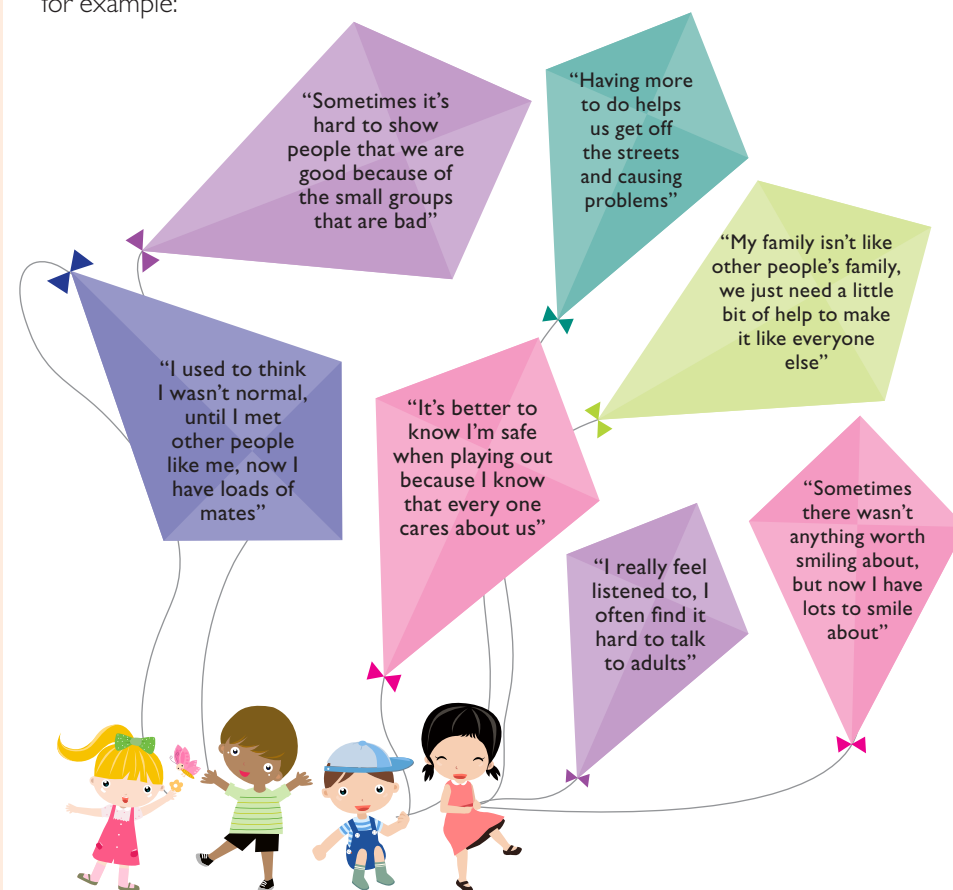 for example:
“Sometimes it’s
hard to show
people that we are
good because of
the small groups
that are bad”
“Having more
to do helps
us get off
the streets
and causing
problems”
“My family isn’t like
other people’s family,
we just need a little
bit of help to make
it like everyone
else”
“I used to think
I wasn’t normal,
until I met
other people
like me, now I
have loads of
mates”
“It’s better to
know I’m safe
when playing out
because I know
that every one
cares about us”
“Sometimes
there wasn’t
anything worth
smiling about,
but now I have
lots to smile
about”
“I really feel
listened to, I
often find it
hard to talk
to adults”